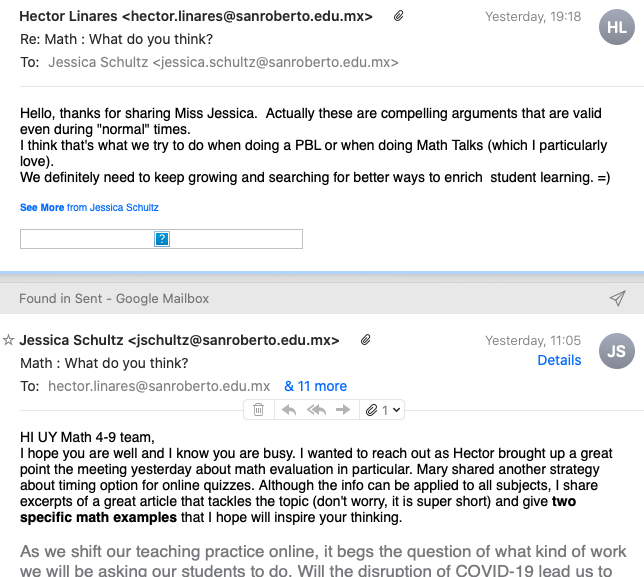 Hector Linares <hector.linares@sanroberto.edu.mx>
Yesterday, 19:18
HL
Re: Math : What do you think?
To: Jessica Schultz <jessica.schultz@sanroberto.edu.mx>
Hello, thanks for sharing Miss Jessica. Actually these are compelling arguments that are valid
even during "normal" times.
I think that's what we try to do when doing a PBL or when doing Math Talks (which I particularly
love).
We definitely need to keep growing and searching for better ways to enrich student learning. =)
See More from Jessica Schultz
?
Found in Sent - Google Mailbox
Jessica Schultz <jschultz@sanroberto.edu.mx>
Yesterday, 11:05
JS
Math : What do you think?
Details
To: hector.linares@sanroberto.edu.mx & 11 more
1
HI UY Math 4-9 team,
I hope you are well and I know you are busy. I wanted to reach out as Hector brought up a great
point the meeting yesterday about math evaluation in particular. Mary shared another strategy
about timing option for online quizzes. Although the info can be applied to all subjects, I share
excerpts of a great article that tackles the topic (don't worry, it is super short) and give two
specific math examples that I hope will inspire your thinking.
As we shift our teaching practice online, it begs the question of what kind of work
we will be asking our students to do. Will the disruption of COVID-19 lead us to